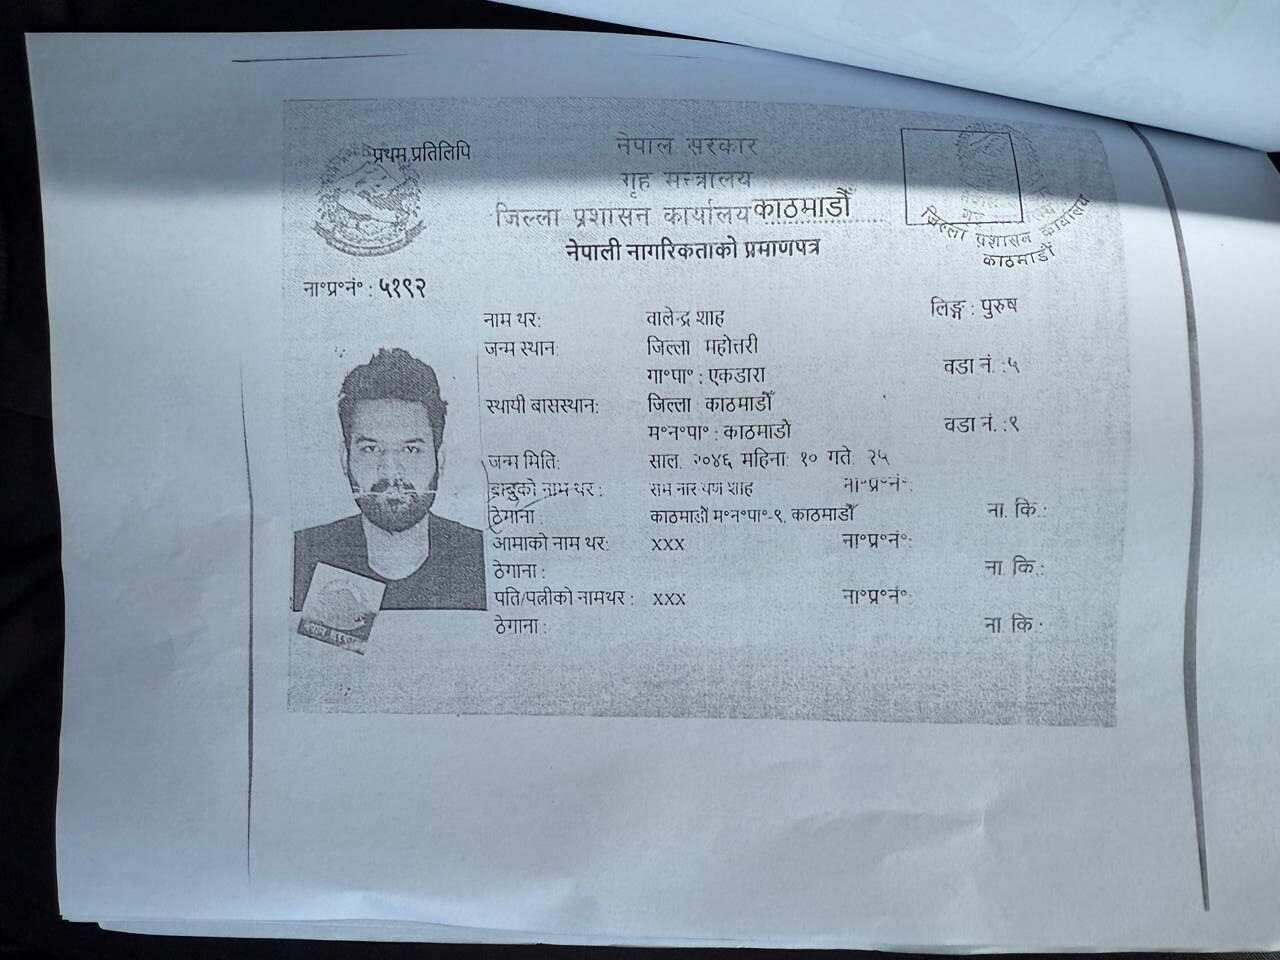 प्रथम प्रतिलिपि
नेपाल सरकार
गृह मन्त्रालय
जिल्ला प्रशासन कार्यालय काठमाडौँ
नेपाली नागरिकताको प्रमाणपत्र
जिल्ला प्रशासन कार्यालय
काठमाडौं
ना॰प्र॰नं॰ : ५१९२
नाम थर: वालेन्द्र शाह लिङ्ग : पुरुष
जन्म स्थान: जिल्ला महोत्तरी
गा॰पा॰ : एकडारा वडा नं. : ५
स्थायी बासस्थान: जिल्ला काठमाडौँ
म॰न॰पा॰ : काठमाडो वडा नं. : १
जन्म मिति: साल: २०४६ महिना: १० गते: २५
नाम थर : राम नारायण शाह ना॰प्र॰नं॰:
ठेगाना : काठमाडौँ म॰न॰पा॰-९, काठमाडौँ ना. कि.:
आमाको नाम थर: xxx ना॰प्र॰नं॰:
ठेगाना : ना. कि.:
पति/पत्नीको नामथर : xxx ना॰प्र॰नं॰
ठेगाना : ना. कि.: